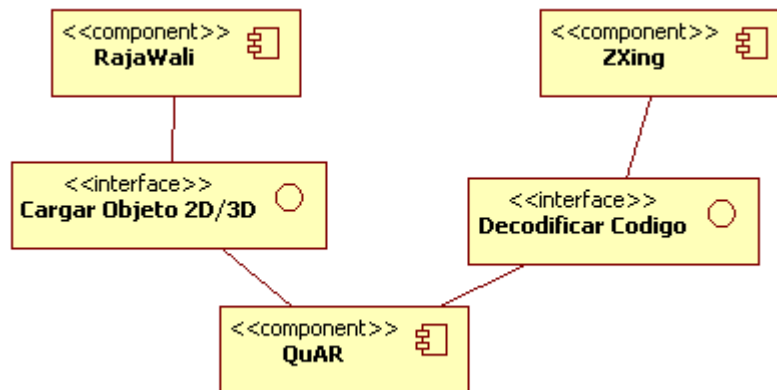 <<component>>
RajaWali
<<component>>
ZXing
<<interface>>
Cargar Objeto 2D/3D
<<interface>>
Decodificar Codigo
<<component>>
QuAR